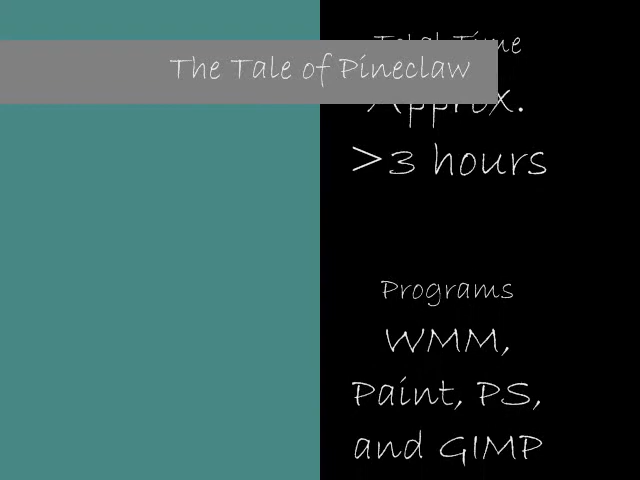 Total Time
The Tale of Pineclaw
Approx.
>3 hours
Programs
WMM,
Paint, PS,
and GIMP